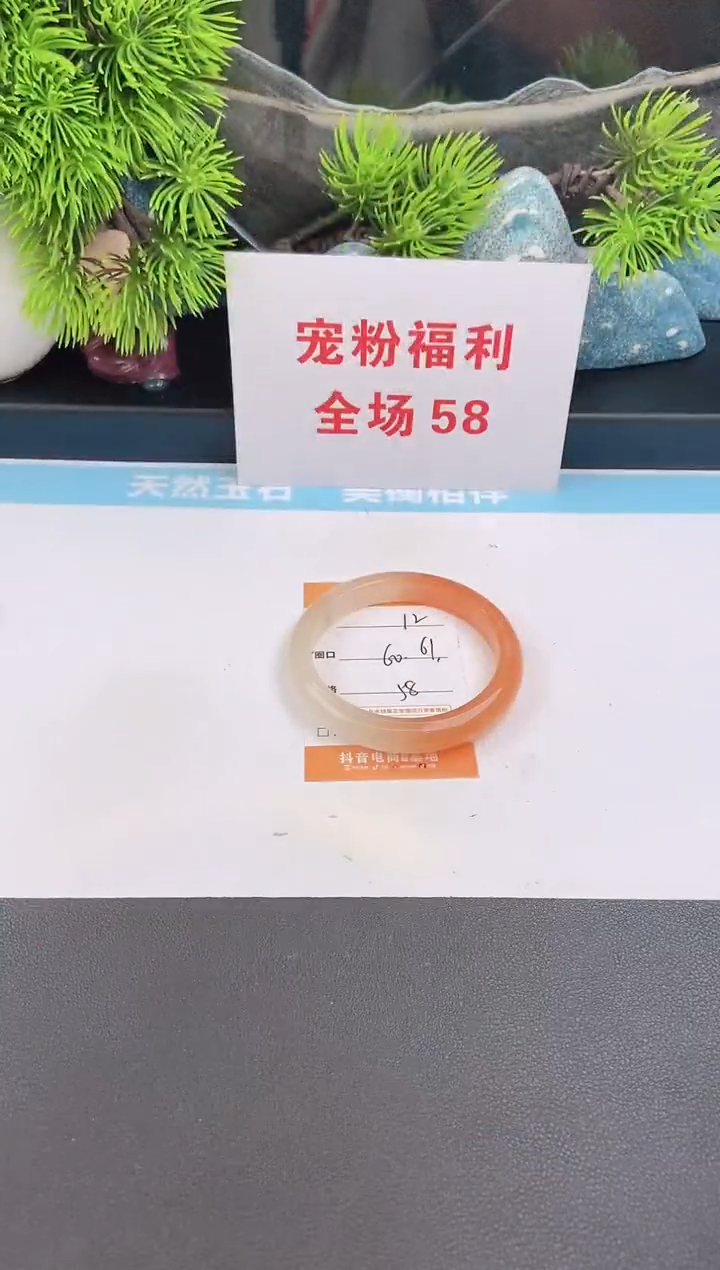 宠粉福利
全场 58
天然玉石
12
圈口 60.61.
58
抖音电商